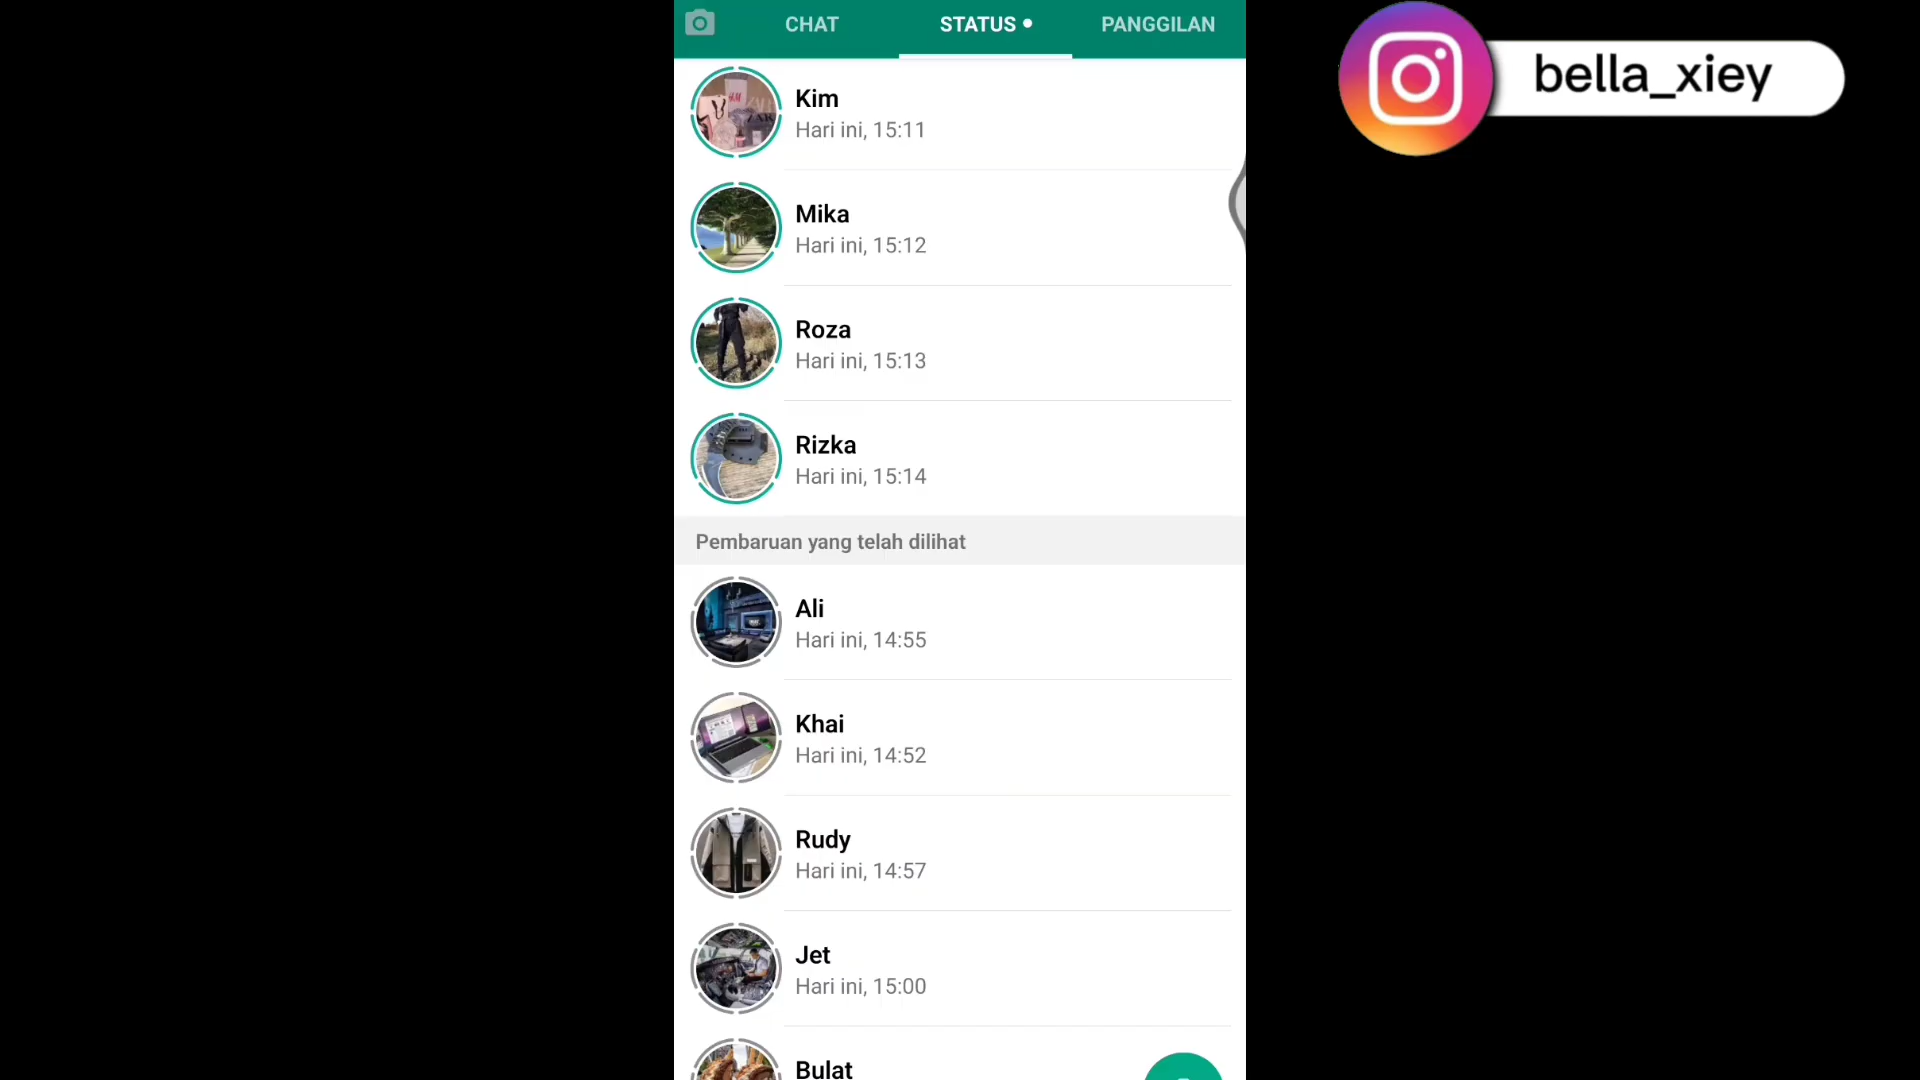 CHAT
STATUS
PANGGILAN
bella_xiey
Kim
Hari ini, 15:11
Mika
Hari ini, 15:12
Roza
Hari ini, 15:13
Rizka
Hari ini, 15:14
Pembaruan yang telah dilihat
Ali
Hari ini, 14:55
Khai
Hari ini, 14:52
Rudy
Hari ini, 14:57
Jet
Hari ini, 15:00
Bulat